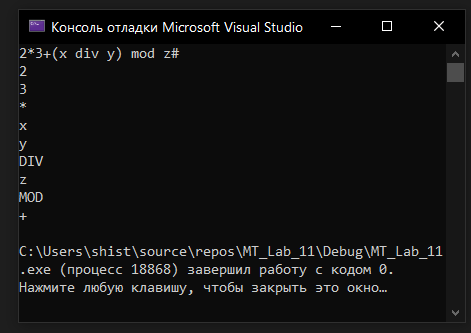 Консоль отладки Microsoft Visual Studio
2*3+(x div y) mod z#
2
3
*
x
y
DIV
z
MOD
+
C:\Users\shist\source\repos\MT_Lab_11\Debug\MT_Lab_11
.exe (процесс 18868) завершил работу с кодом 0.
Нажмите любую клавишу, чтобы закрыть это окно…